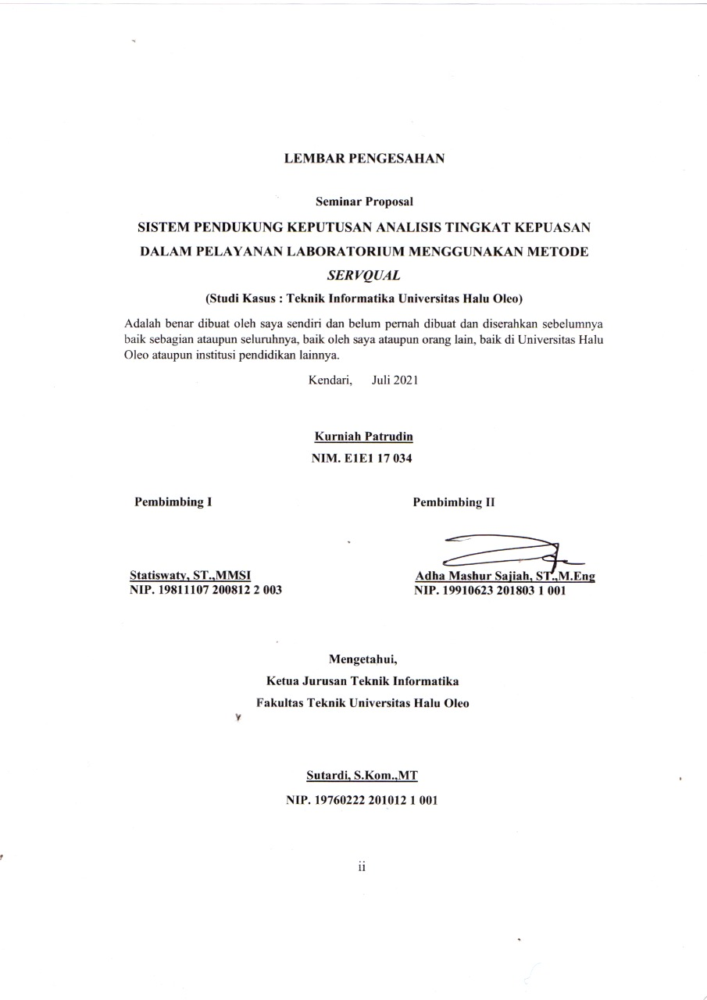 LEMBAR PENGESAHAN
Seminar Proposal
SISTEM PENDUKUNG KEPUTUSAN ANALISIS TINGKAT KEPUASAN
DALAM PELAYANAN LABORATORIUM MENGGUNAKAN METODE
SERVQUAL
(Studi Kasus : Teknik Informatika Universitas Halu Oleo)
Adalah benar dibuat oleh saya sendiri dan belum pernah dibuat dan diserahkan sebelumnya
baik sebagian ataupun seluruhnya, baik oleh saya ataupun orang lain, baik di Universitas Halu
Oleo ataupun institusi pendidikan lainnya.
Kendari, Juli 2021
Kurniah Patrudin
NIM. E1E1 17 034
Pembimbing I Pembimbing II
Statiswaty, ST.,MMSI Adha Mashur Sajiah, ST.,M.Eng
NIP. 19811107 200812 2 003 NIP. 19910623 201803 1 001
Mengetahui,
Ketua Jurusan Teknik Informatika
Fakultas Teknik Universitas Halu Oleo
Sutardi, S.Kom.,MT
NIP. 19760222 201012 1 001
ii